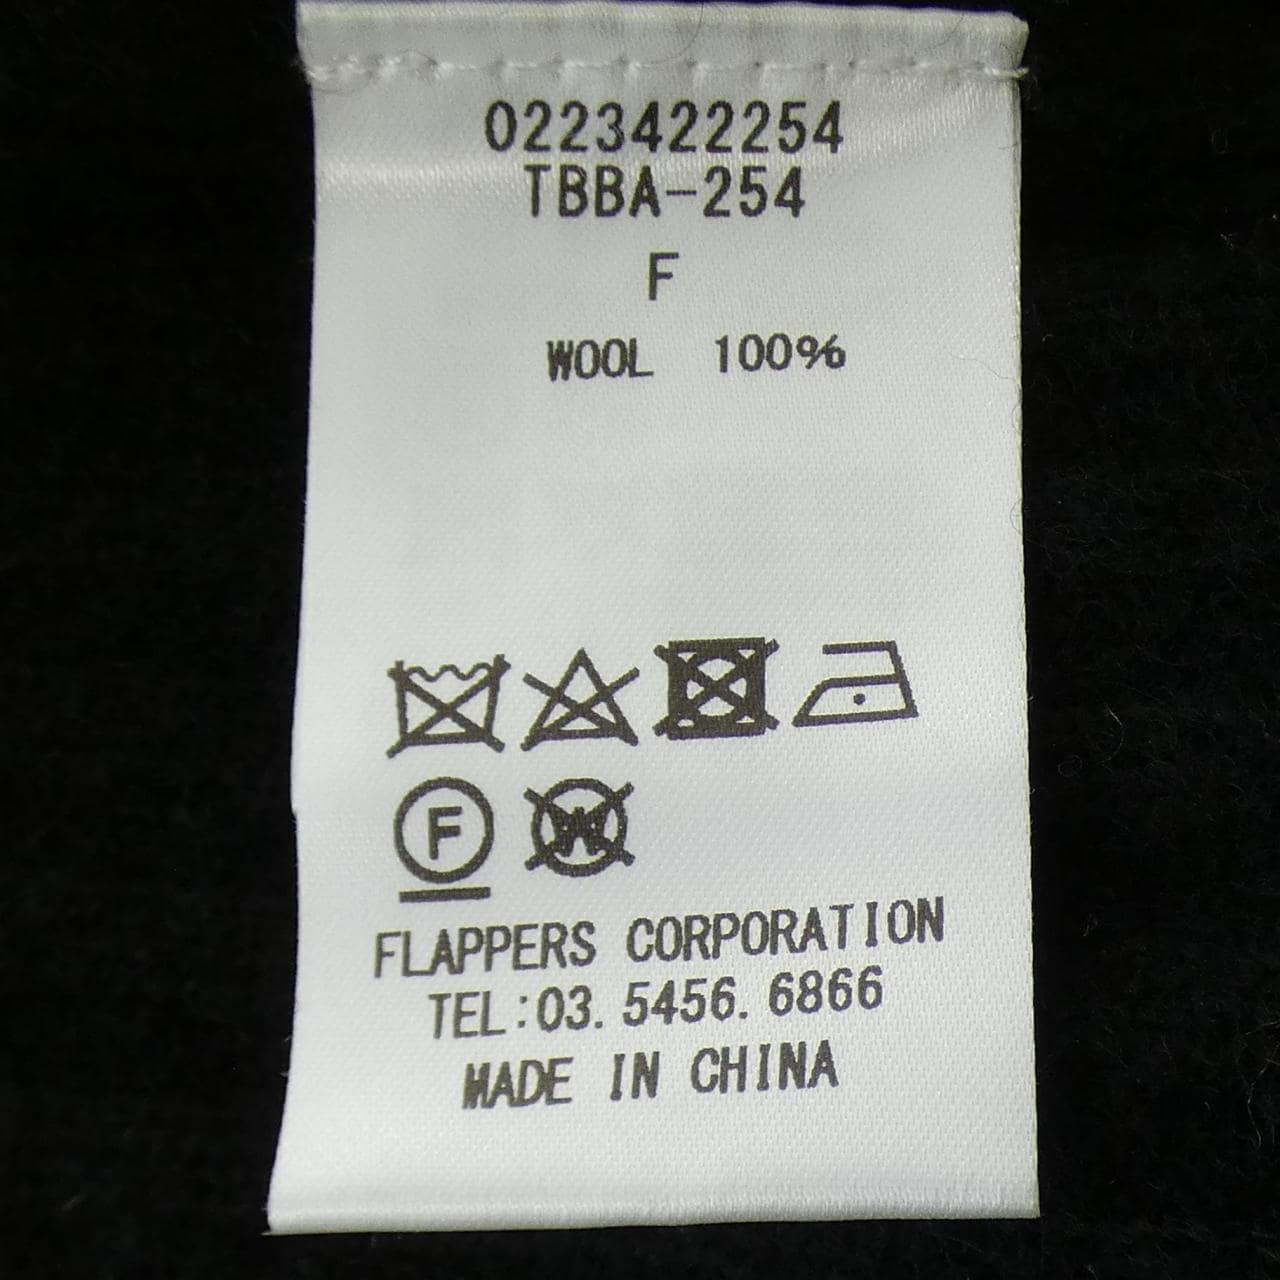 0223422254
TBBA-254
F
WOOL 100%
F
W
FLAPPERS CORPORATION
TEL:03. 5456. 6866
MADE IN CHINA